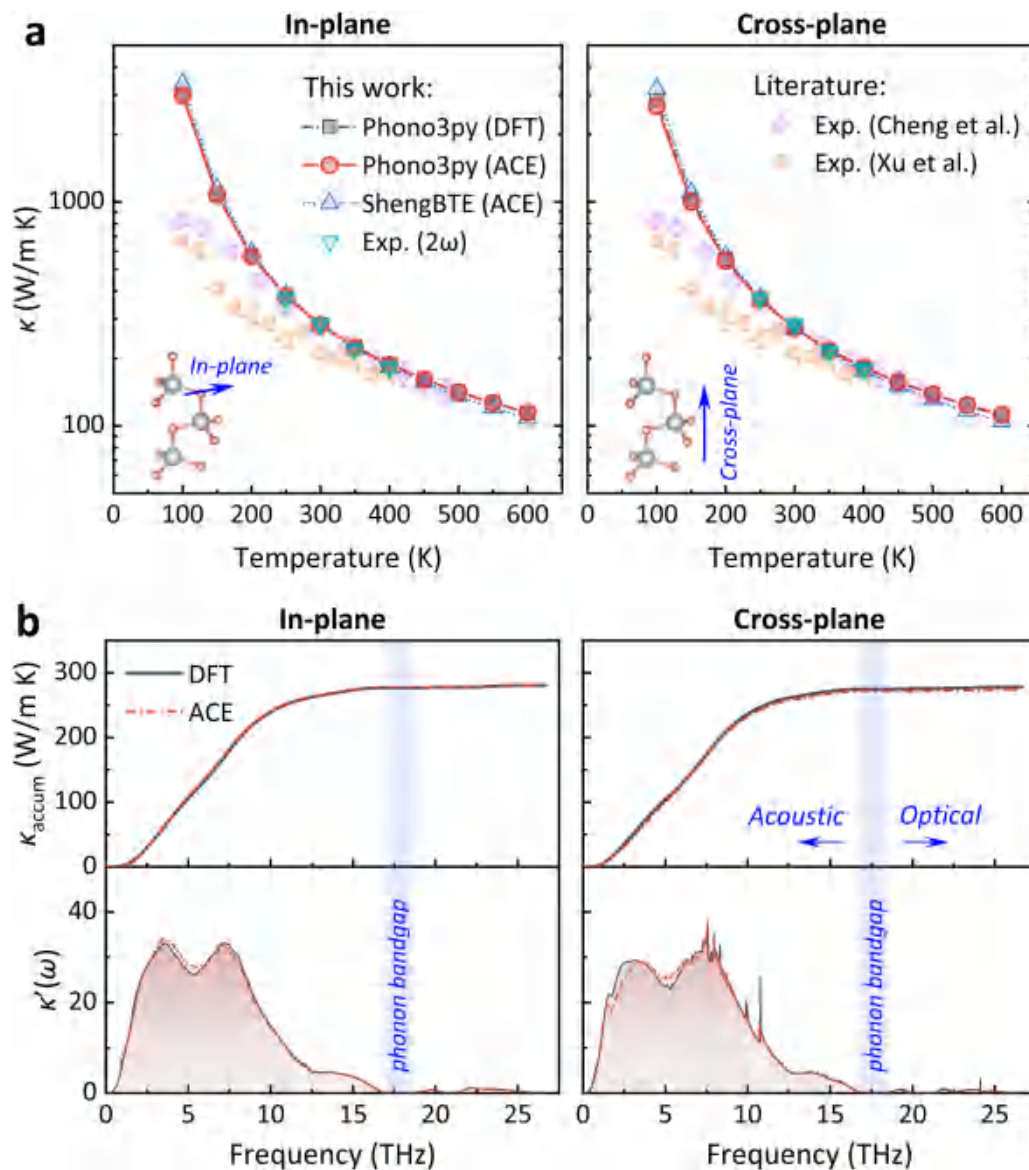 a
In-plane
Cross-plane
This work:
Phono3py (DFT)
Phono3py (ACE)
ShengBTE (ACE)
Exp. (2ω)
Literature:
Exp. (Cheng et al.)
Exp. (Xu et al.)
κ (W/m K)
1000
100
In-plane
Cross-plane
0 100 200 300 400 500 600
0 100 200 300 400 500 600
Temperature (K)
Temperature (K)
b
In-plane
Cross-plane
DFT
ACE
κaccum (W/m K)
300
200
100
0
Acoustic
Optical
κ'(ω)
40
20
0
phonon bandgap
phonon bandgap
0 5 10 15 20 25
0 5 10 15 20 25
Frequency (THz)
Frequency (THz)